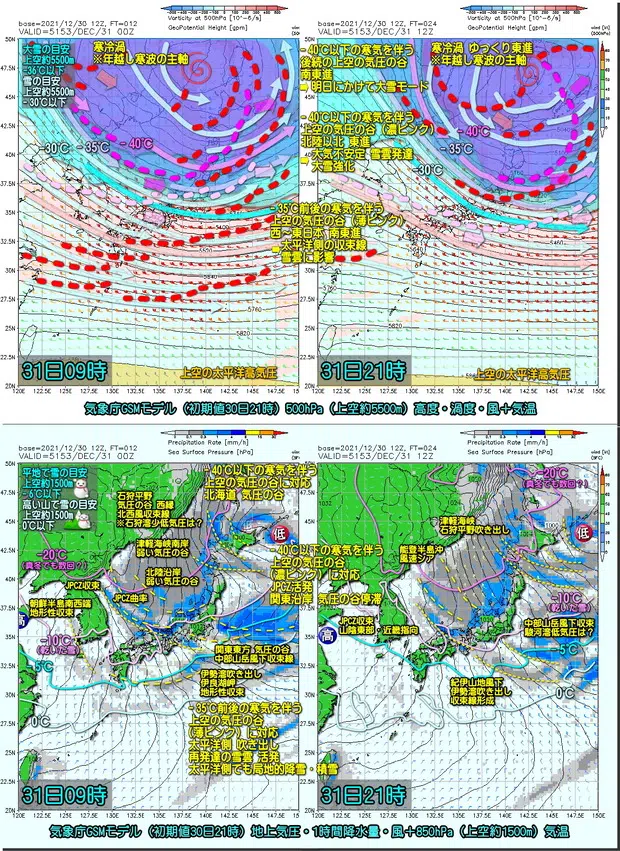 Vorticity at 500hPa [10^-6/s]
GeoPotential Height [gpm]
base=2021/12/30 12Z, FT=012
VALID=5153/DEC/31 00Z
大雪の目安
上空約5500m
-36℃以下
雪の目安
上空約5500m
-30℃以下
寒冷渦
※年越し寒波の主軸
-30℃
-35℃
-40℃
-40℃以下の寒気を伴う
後続の上空の気圧の谷
南東進
明日にかけて大雪モード
-40℃以下の寒気を伴う
上空の気圧の谷（濃ピンク）
北陸以北 東進
大気不安定 雪雲発達
大雪強化
-35℃前後の寒気を伴う
上空の気圧の谷（薄ピンク）
西～東日本 南東進
太平洋側の収束線
雪雲に影響
上空の太平洋高気圧
31日09時
Vorticity at 500hPa [10^-6/s]
GeoPotential Height [gpm]
base=2021/12/30 12Z, FT=024
VALID=5153/DEC/31 12Z
寒冷渦 ゆっくり東進
※年越し寒波の主軸
-40℃
-35℃
-30℃
上空の太平洋高気圧
31日21時
気象庁GSMモデル（初期値30日21時）500hPa（上空約5500m）高度・渦度・風＋気温
Precipitation Rate [mm/h]
Sea Surface Pressure [hPa]
base=2021/12/30 12Z, FT=012
VALID=5153/DEC/31 00Z
平地で雪の目安
上空約1500m
-6℃以下
高い山で雪の目安
上空約1500m
0℃以下
石狩平野
気圧の谷 西縁
北西風収束線
※石狩湾少低気圧は？
-40℃以下の寒気を伴う
上空の気圧の谷に対応
北海道 気圧の谷
津軽海峡南岸
弱い気圧の谷
低
-20℃
（真冬でも数回？）
北陸沿岸
弱い気圧の谷
-40℃以下の寒気を伴う
上空の気圧の谷
（濃ピンク）に対応
JPCZ活発
関東沿岸 気圧の谷停滞
JPCZ収束
JPCZ曲率
朝鮮半島南西端
地形性収束
高
-10℃
（乾いた雪）
-5℃
関東東方 気圧の谷
中部山岳風下収束線
伊勢湾吹き出し
伊良湖岬
地形性収束
0℃
-35℃前後の寒気を伴う
上空の気圧の谷
（薄ピンク）に対応
太平洋側 吹き出し
再発達の雪雲 活発
太平洋側でも局地的降雪・積雪
31日09時
Precipitation Rate [mm/h]
Sea Surface Pressure [hPa]
base=2021/12/30 12Z, FT=024
VALID=5153/DEC/31 12Z
-20℃
（真冬でも数回？）
津軽海峡
石狩平野吹き出し
低
能登半島沖
風速シア
-10℃
（乾いた雪）
JPCZ収束
山陰東部
近畿指向
高
中部山岳風下収束
駿河湾低気圧は？
-5℃
紀伊山地風下
伊勢湾吹き出し
収束線形成
0℃
31日21時
気象庁GSMモデル（初期値30日21時）地上気圧・1時間降水量・風＋850hPa（上空約1500m）気温